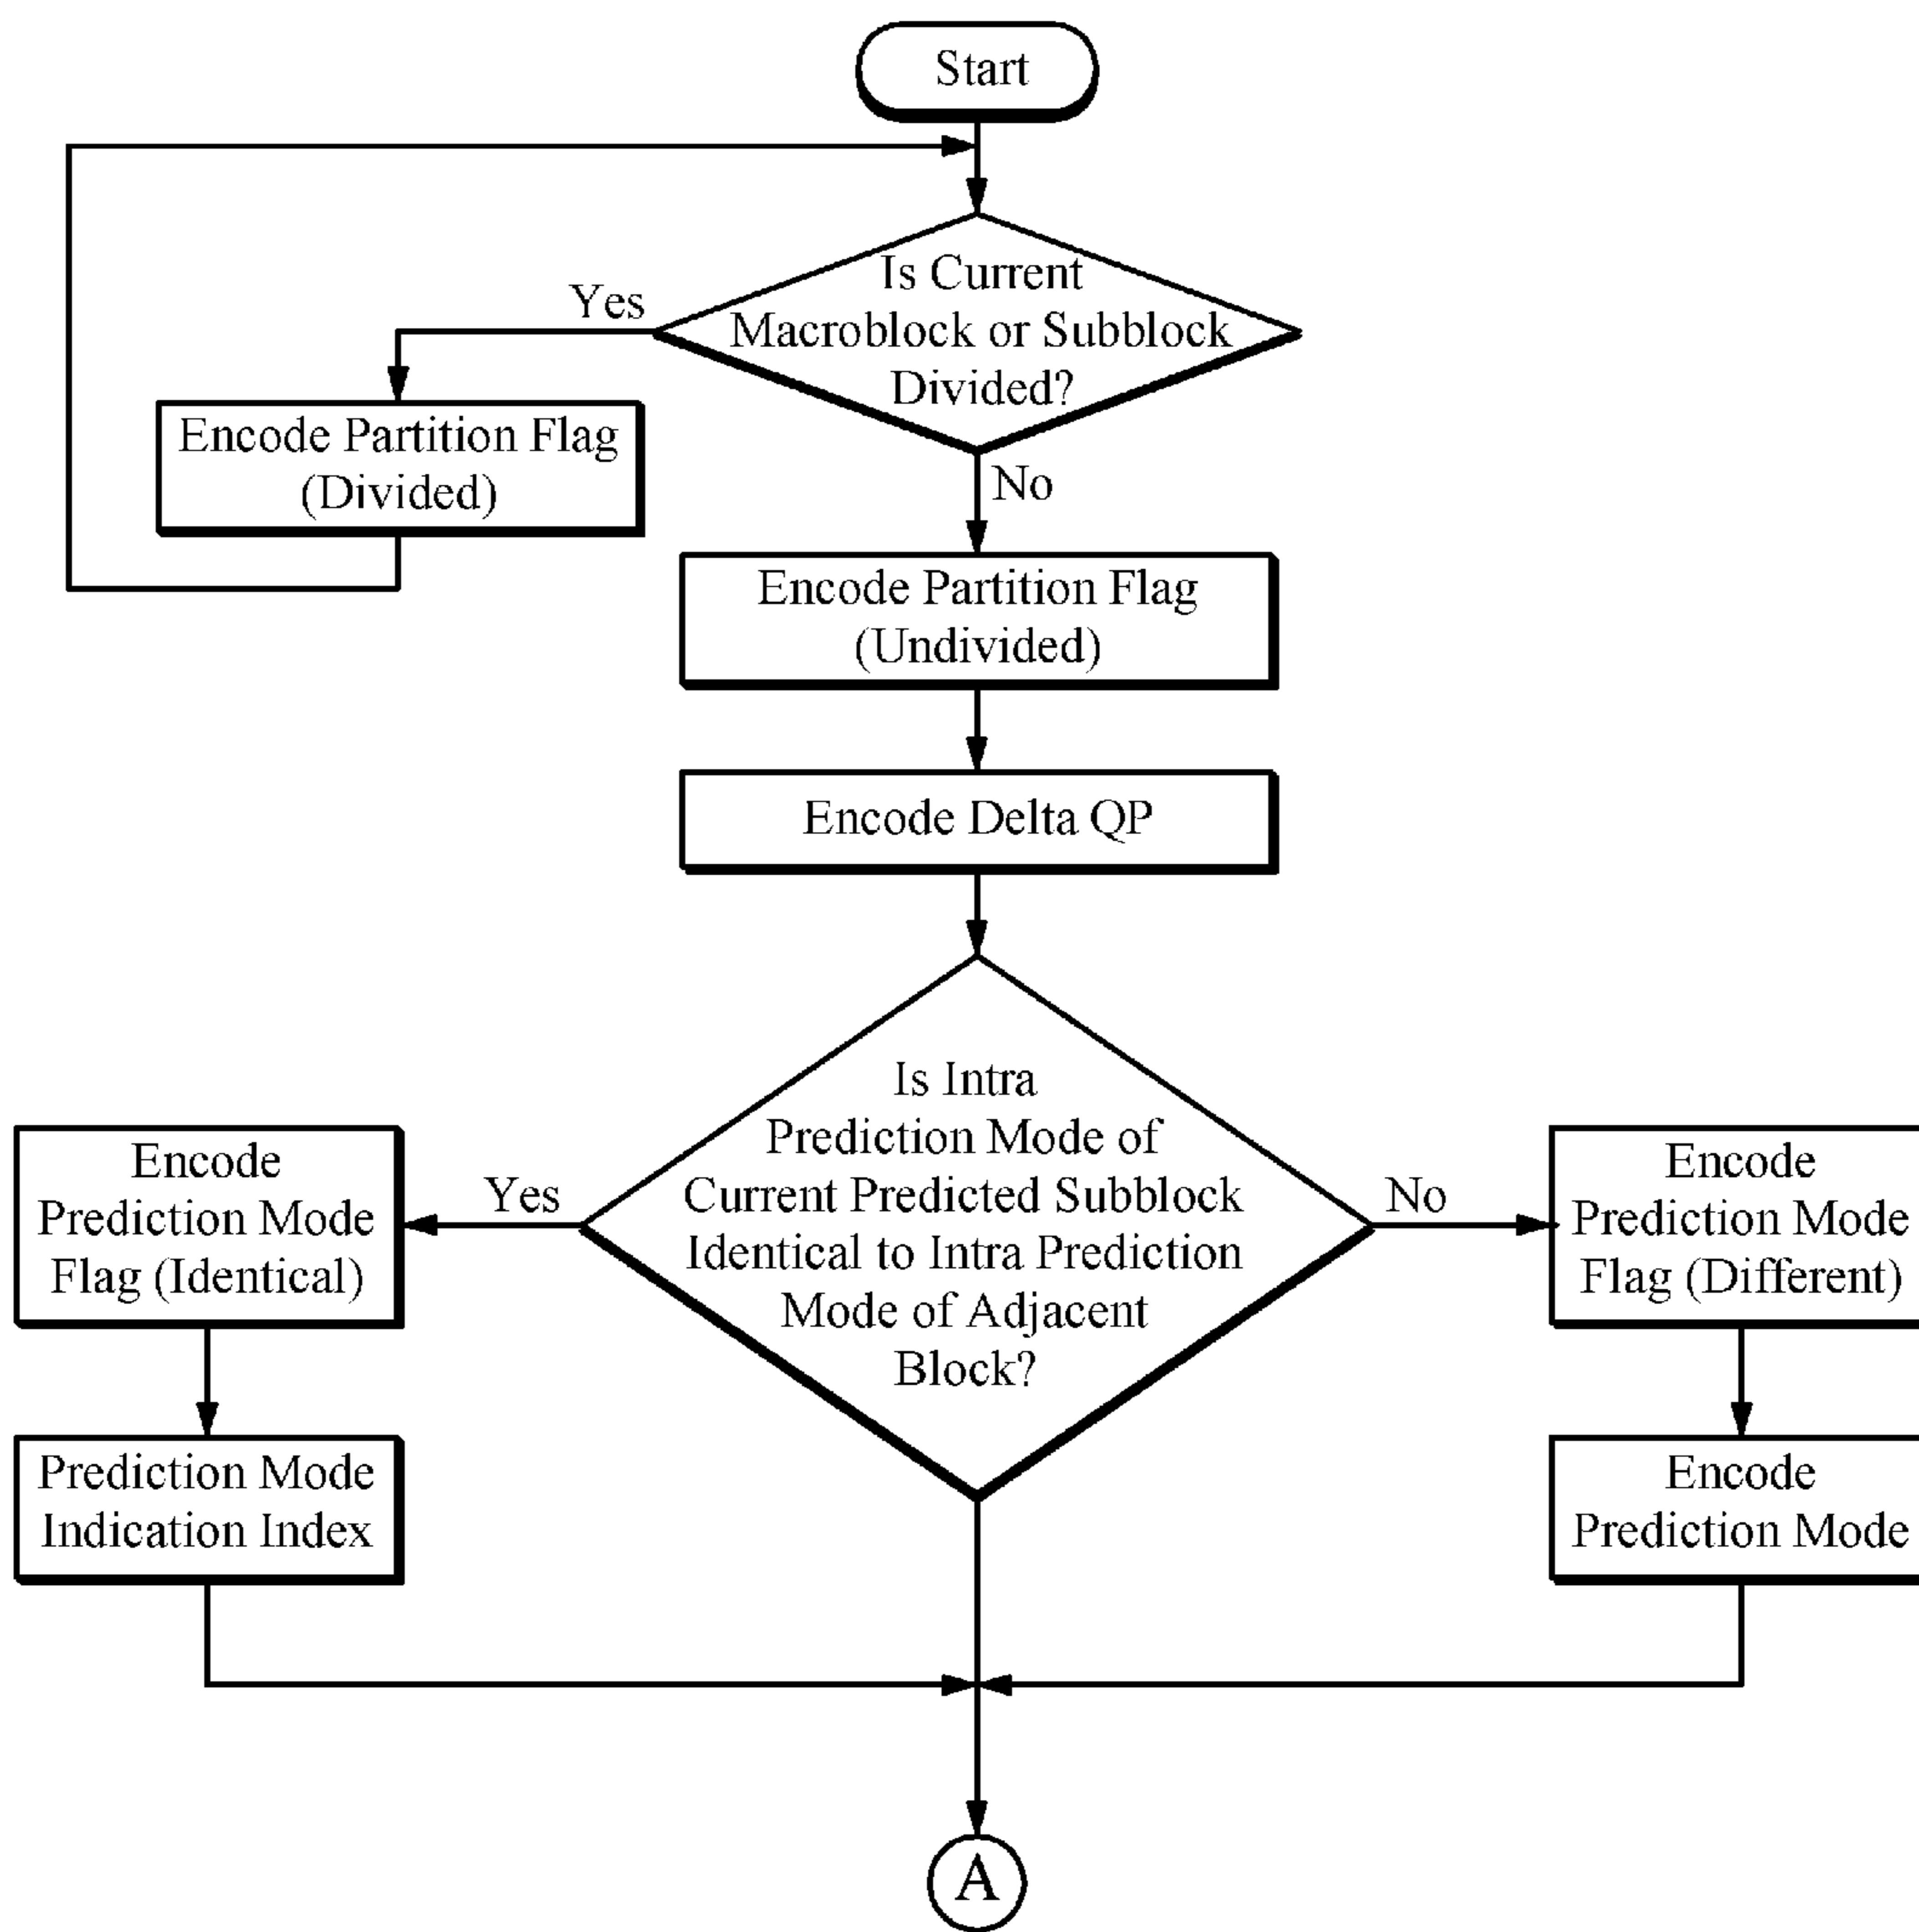 Start
Is Current
Macroblock or Subblock
Divided?
Yes
Encode Partition Flag
(Divided)
No
Encode Partition Flag
(Undivided)
Encode Delta QP
Is Intra
Prediction Mode of
Current Predicted Subblock
Identical to Intra Prediction
Mode of Adjacent
Block?
Yes
Encode
Prediction Mode
Flag (Identical)
Prediction Mode
Indication Index
No
Encode
Prediction Mode
Flag (Different)
Encode
Prediction Mode
A